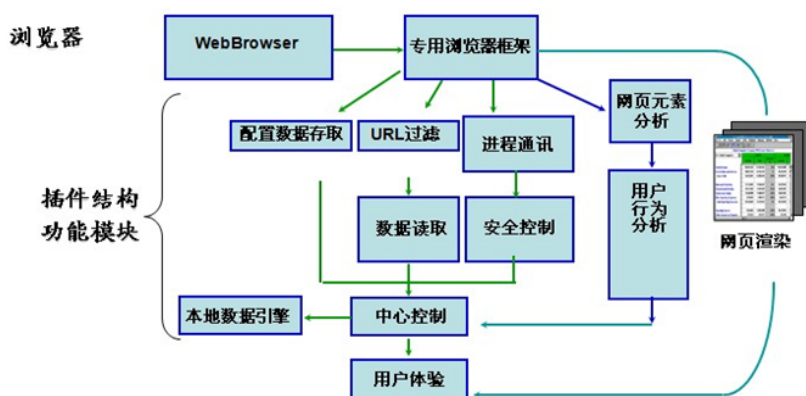 浏览器
WebBrowser
专用浏览器框架
网页元素
分析
配置数据存取
URL过滤
进程通讯
用户
行为
分析
插件结构
功能模块
数据读取
安全控制
网页渲染
本地数据引擎
中心控制
用户体验